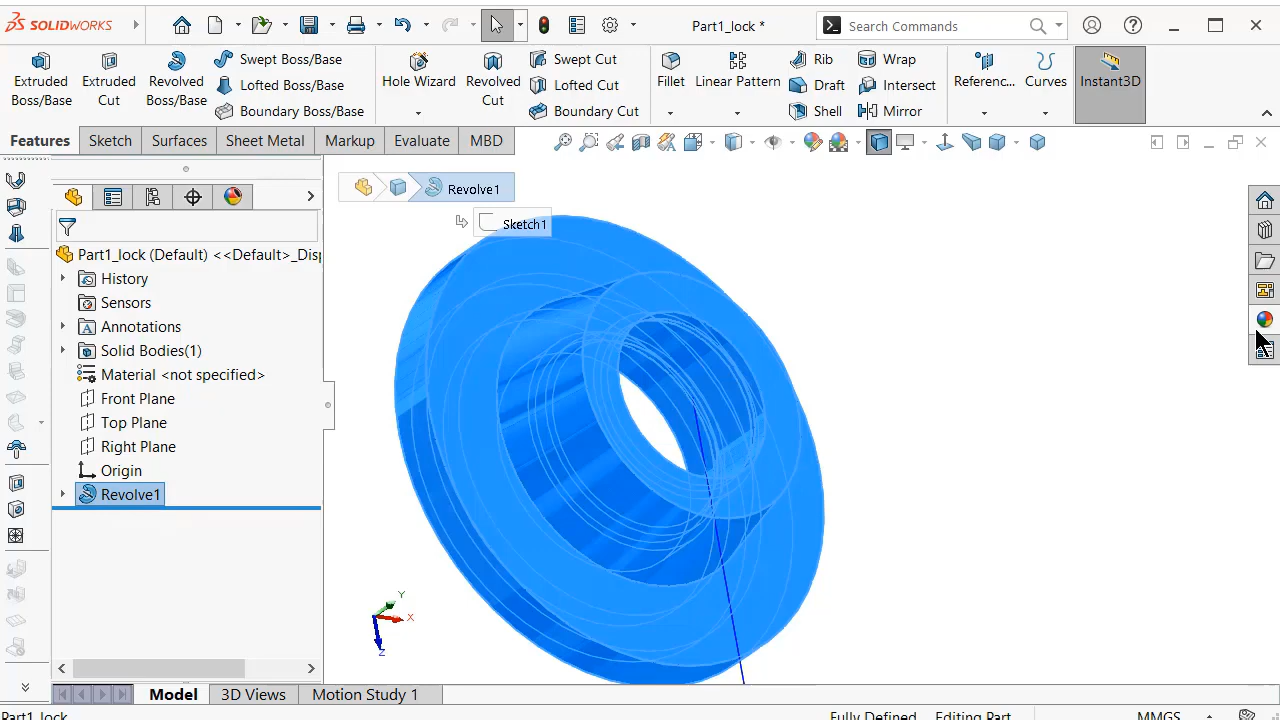 SOLIDWORKS
Part1_lock *
Search Commands
Extruded Boss/Base
Extruded Cut
Revolved Boss/Base
Swept Boss/Base
Lofted Boss/Base
Boundary Boss/Base
Hole Wizard
Revolved Cut
Swept Cut
Lofted Cut
Boundary Cut
Fillet
Linear Pattern
Rib
Draft
Shell
Wrap
Intersect
Mirror
Referenc...
Curves
Instant3D
Features
Sketch
Surfaces
Sheet Metal
Markup
Evaluate
MBD
Revolve1
Sketch1
Part1_lock (Default) <<Default>_Disp
History
Sensors
Annotations
Solid Bodies(1)
Material <not specified>
Front Plane
Top Plane
Right Plane
Origin
Revolve1
Y
X
Z
Model
3D Views
Motion Study 1
Part1_lock
Fully Defined
Editing Part
MMGS